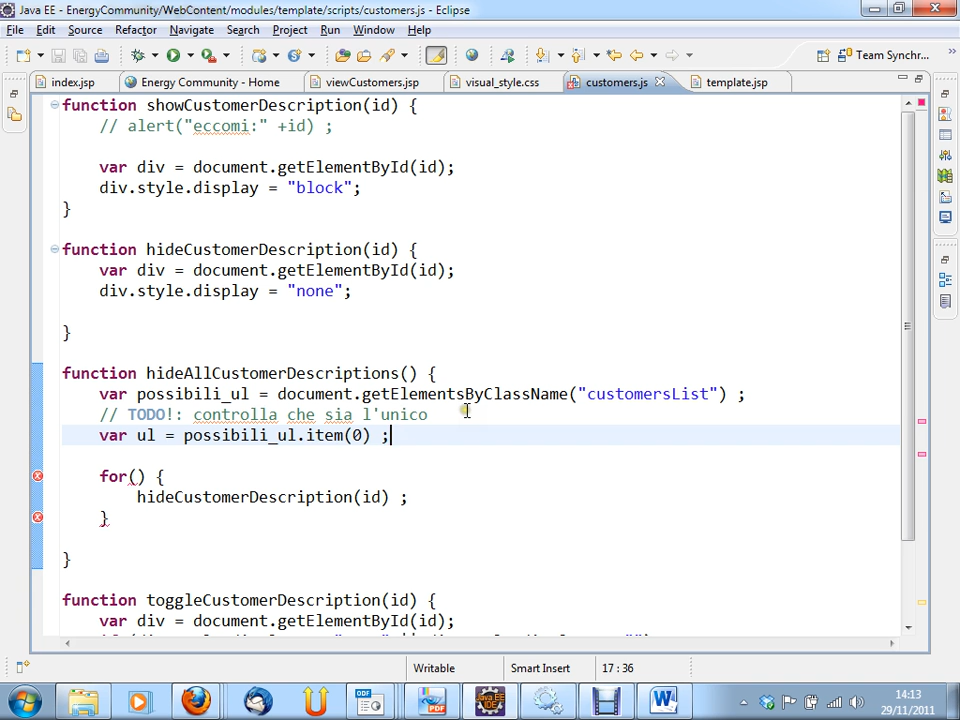 Java EE - EnergyCommunity/WebContent/modules/template/scripts/customers.js - Eclipse
File Edit Source Refactor Navigate Search Project Run Window Help
Team Synchr...
index.jsp Energy Community - Home viewCustomers.jsp visual_style.css customers.js template.jsp
function showCustomerDescription(id) {
// alert("eccomi:" +id) ;
var div = document.getElementById(id);
div.style.display = "block";
}
function hideCustomerDescription(id) {
var div = document.getElementById(id);
div.style.display = "none";
}
function hideAllCustomerDescriptions() {
var possibili_ul = document.getElementsByClassName("customersList") ;
// TODO!: controlla che sia l'unico
var ul = possibili_ul.item(0) ;
for() {
hideCustomerDescription(id) ;
}
}
function toggleCustomerDescription(id) {
var div = document.getElementById(id);
Writable Smart Insert 17 : 36
14:13
29/11/2011